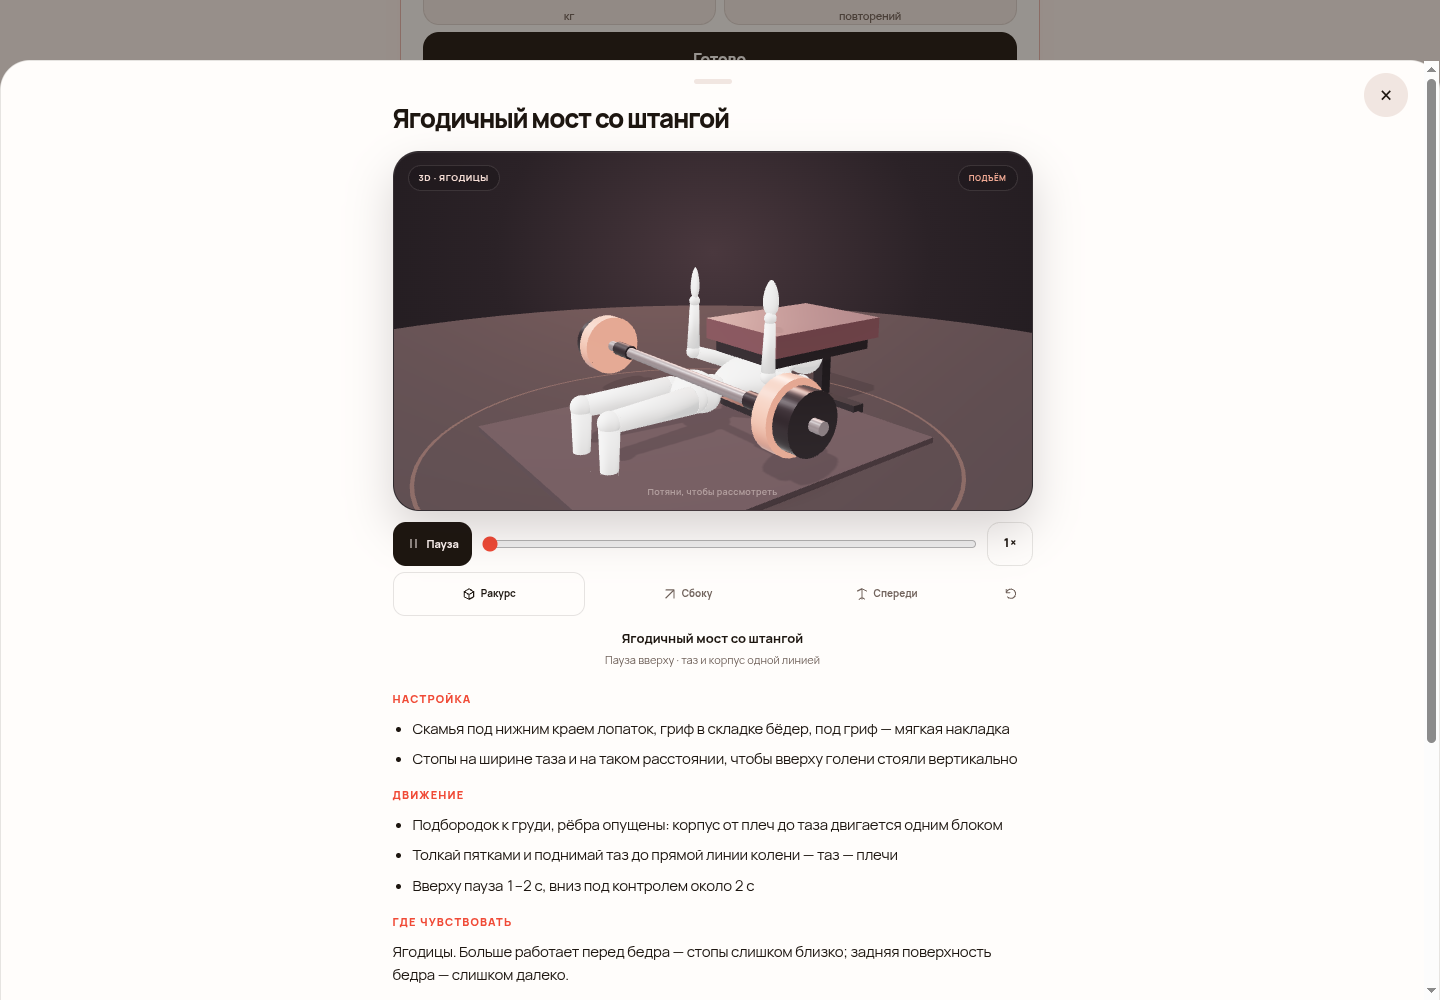 кг
повторений
Готово
Ягодичный мост со штангой
3D · ЯГОДИЦЫ
ПОДЪЁМ
Потяни, чтобы рассмотреть
Пауза
1×
Ракурс
Сбоку
Спереди
Ягодичный мост со штангой
Пауза вверху · таз и корпус одной линией
НАСТРОЙКА
• Скамья под нижним краем лопаток, гриф в складке бёдер, под гриф — мягкая накладка
• Стопы на ширине таза и на таком расстоянии, чтобы вверху голени стояли вертикально
ДВИЖЕНИЕ
• Подбородок к груди, рёбра опущены: корпус от плеч до таза двигается одним блоком
• Толкай пятками и поднимай таз до прямой линии колени — таз — плечи
• Вверху пауза 1–2 с, вниз под контролем около 2 с
ГДЕ ЧУВСТВОВАТЬ
Ягодицы. Больше работает перед бедра — стопы слишком близко; задняя поверхность
бедра — слишком далеко.